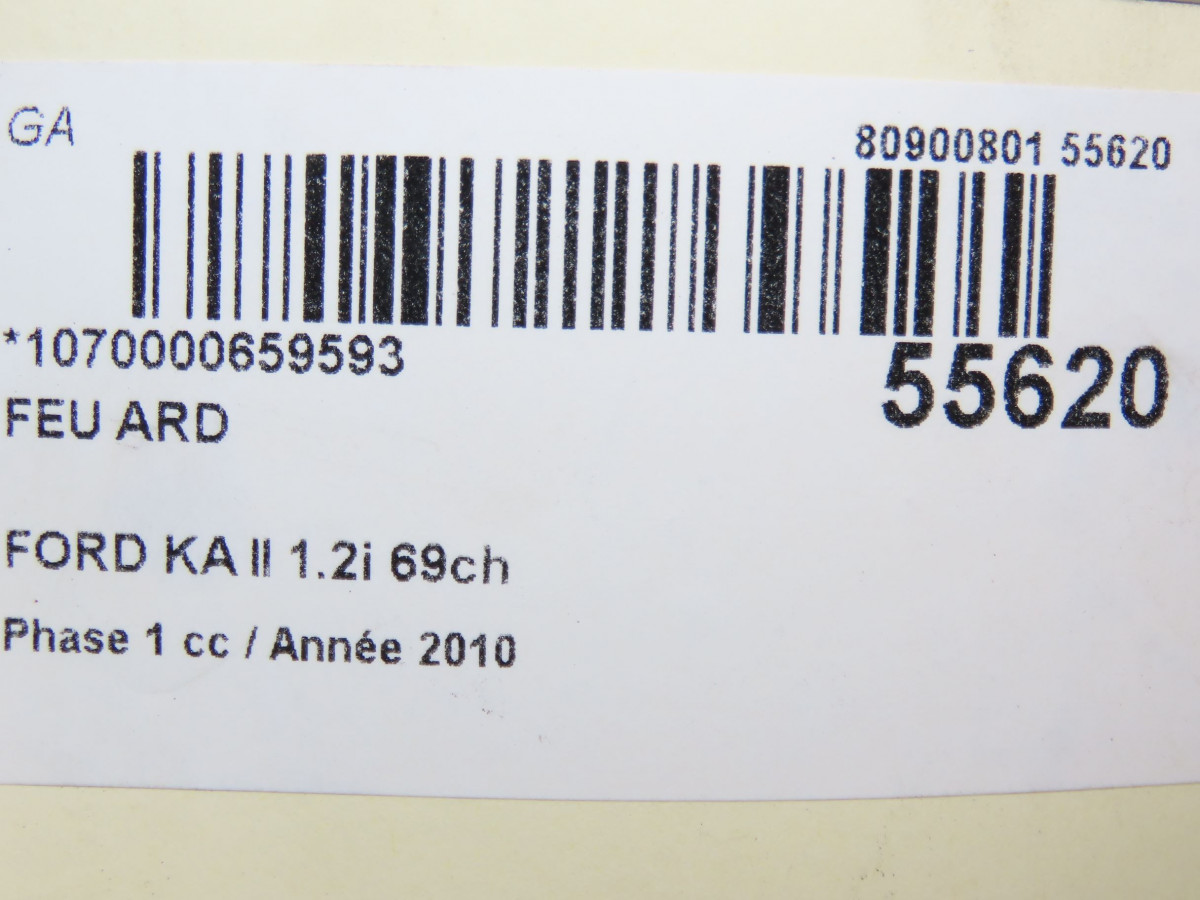 GA
80900801 55620
*1070000659593
55620
FEU ARD
FORD KA II 1.2i 69ch
Phase 1 cc / Année 2010